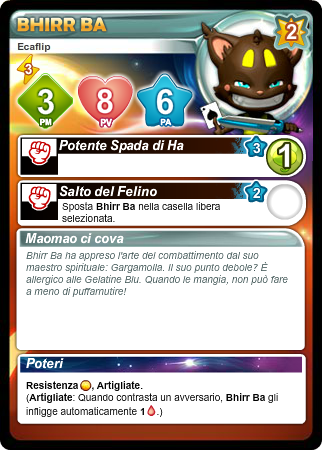 BHIRR BA
2
Ecaflip
3
3
PM
8
PV
6
PA
Potente Spada di Ha
3
1
Salto del Felino
2
Sposta Bhirr Ba nella casella libera
selezionata.
Maomao ci cova
Bhirr Ba ha appreso l'arte del combattimento dal suo
maestro spirituale: Gargamolla. Il suo punto debole? È
allergico alle Gelatine Blu. Quando le mangia, non può fare
a meno di puffamutire!
Poteri
Resistenza , Artigliate.
(Artigliate: Quando contrasta un avversario, Bhirr Ba gli
infligge automaticamente 1 .)